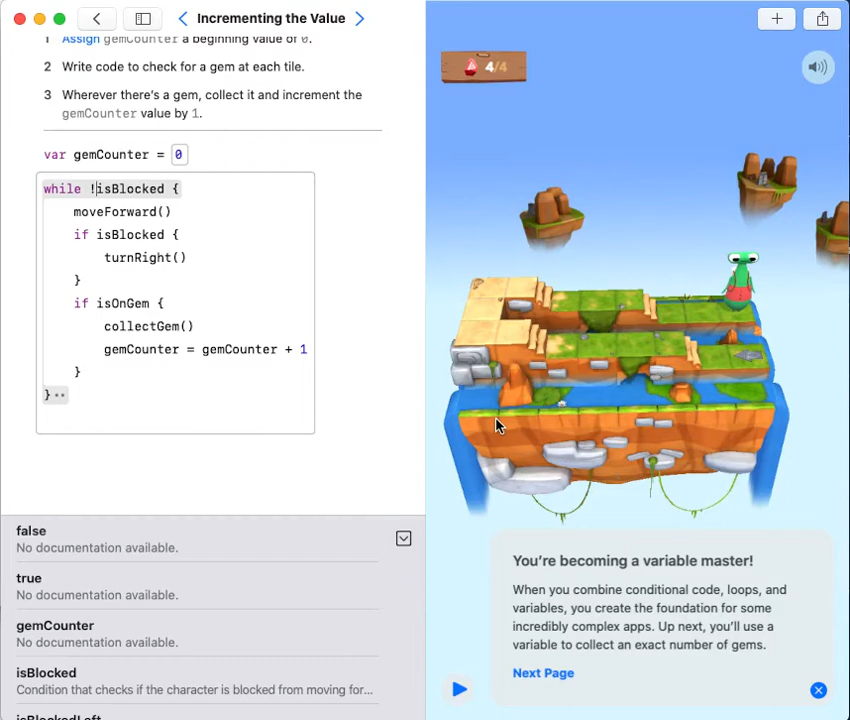 Incrementing the Value
1 Assign gemCounter a beginning value of 0.
2 Write code to check for a gem at each tile.
3 Wherever there's a gem, collect it and increment the
gemCounter value by 1.
var gemCounter = 0
while !isBlocked {
moveForward()
if isBlocked {
turnRight()
}
if isOnGem {
collectGem()
gemCounter = gemCounter + 1
}
}
false
No documentation available.
true
No documentation available.
gemCounter
No documentation available.
isBlocked
Condition that checks if the character is blocked from moving for...
isBlockedLeft
4/4
You're becoming a variable master!
When you combine conditional code, loops, and
variables, you create the foundation for some
incredibly complex apps. Up next, you'll use a
variable to collect an exact number of gems.
Next Page